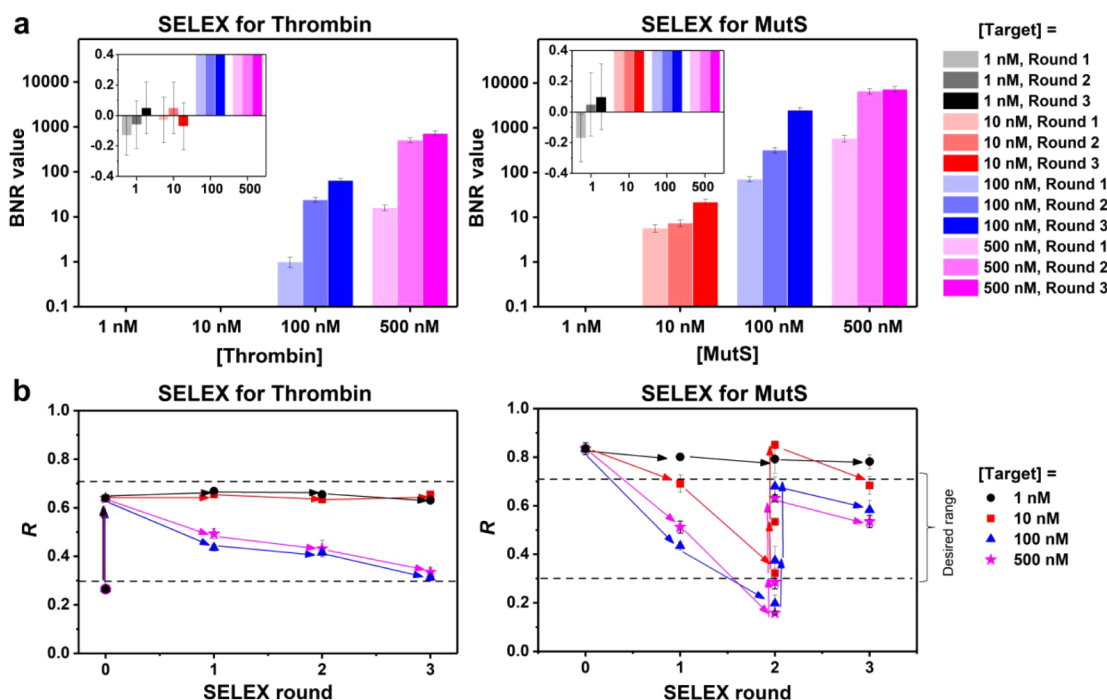 a
SELEX for Thrombin
BNR value
10000
1000
100
10
1
0.1
0.4
0.2
0.0
-0.2
-0.4
1 10 100 500
1 nM 10 nM 100 nM 500 nM
[Thrombin]
SELEX for MutS
BNR value
10000
1000
100
10
1
0.1
0.4
0.2
0.0
-0.2
-0.4
1 10 100 500
1 nM 10 nM 100 nM 500 nM
[MutS]
[Target] =
1 nM, Round 1
1 nM, Round 2
1 nM, Round 3
10 nM, Round 1
10 nM, Round 2
10 nM, Round 3
100 nM, Round 1
100 nM, Round 2
100 nM, Round 3
500 nM, Round 1
500 nM, Round 2
500 nM, Round 3
b
SELEX for Thrombin
R
1.0
0.8
0.6
0.4
0.2
0.0
0 1 2 3
SELEX round
SELEX for MutS
R
1.0
0.8
0.6
0.4
0.2
0.0
0 1 2 3
SELEX round
Desired range
[Target] =
1 nM
10 nM
100 nM
500 nM